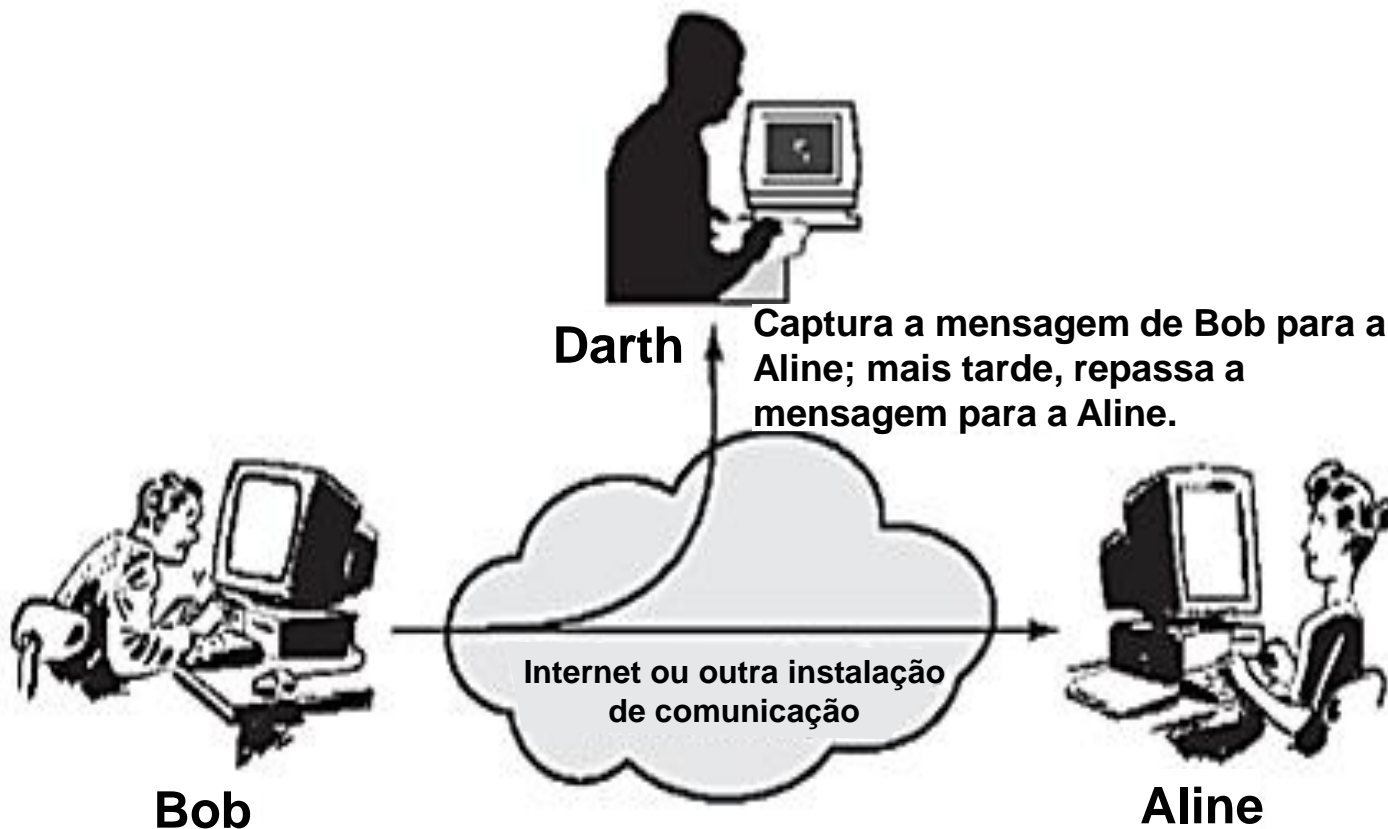 Darth
Captura a mensagem de Bob para a
Aline; mais tarde, repassa a
mensagem para a Aline.
Internet ou outra instalação
de comunicação
Bob
Aline